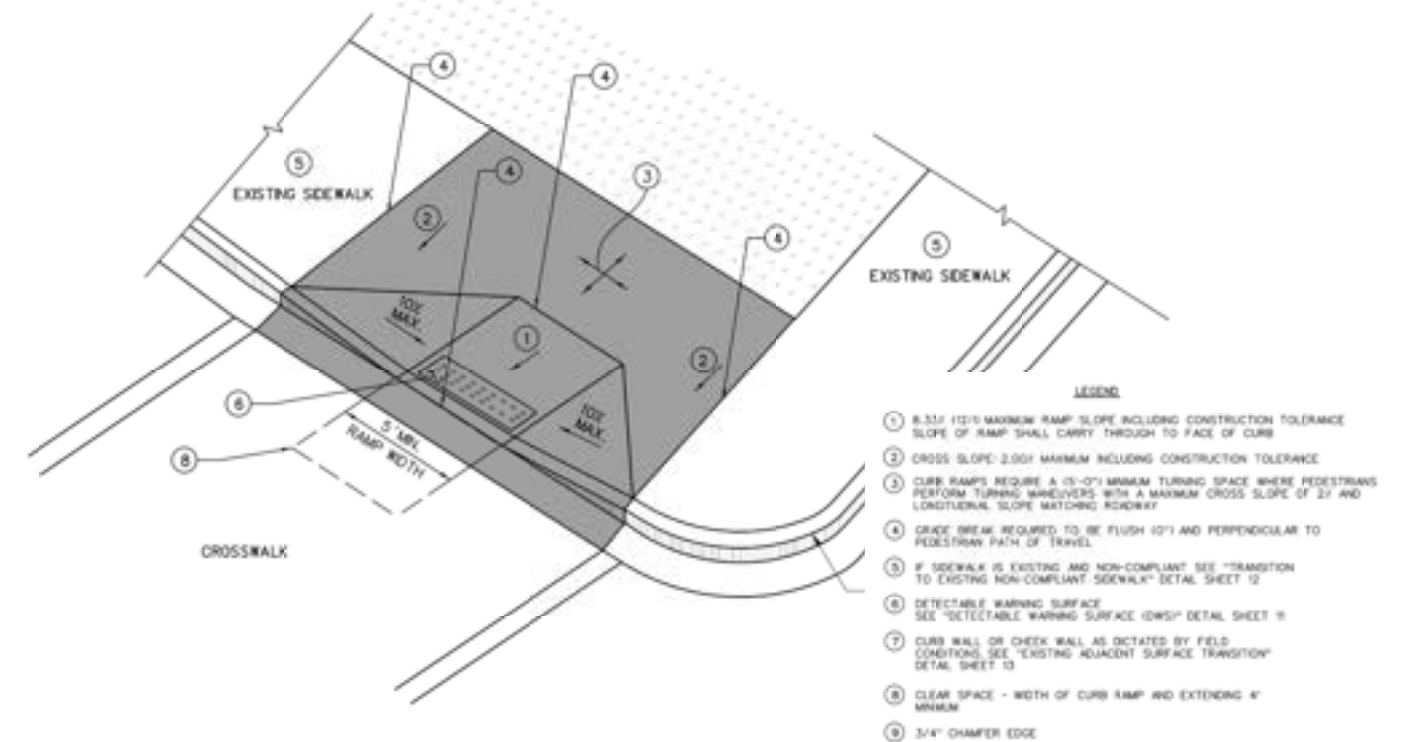 4
4
5
EXISTING SIDEWALK
4
3
2
4
5
EXISTING SIDEWALK
10%
MAX.
1
2
6
10%
MAX.
5' MIN.
RAMP WIDTH
8
CROSSWALK
LEGEND
1 8.33% (12:1) MAXIMUM RAMP SLOPE INCLUDING CONSTRUCTION TOLERANCE
SLOPE OF RAMP SHALL CARRY THROUGH TO FACE OF CURB
2 CROSS SLOPE: 2.00% MAXIMUM INCLUDING CONSTRUCTION TOLERANCE
3 CURB RAMPS REQUIRE A (5'-0") MINIMUM TURNING SPACE WHERE PEDESTRIANS
PERFORM TURNING MANEUVERS WITH A MAXIMUM CROSS SLOPE OF 2% AND
LONGITUDINAL SLOPE MATCHING ROADWAY
4 GRADE BREAK REQUIRED TO BE FLUSH (0") AND PERPENDICULAR TO
PEDESTRIAN PATH OF TRAVEL
5 IF SIDEWALK IS EXISTING AND NON-COMPLIANT SEE "TRANSITION
TO EXISTING NON-COMPLIANT SIDEWALK" DETAIL SHEET 12
6 DETECTABLE WARNING SURFACE
SEE "DETECTABLE WARNING SURFACE (DWS)" DETAIL SHEET 11
7 CURB WALL OR CHEEK WALL AS DICTATED BY FIELD
CONDITIONS, SEE "EXISTING ADJACENT SURFACE TRANSITION"
DETAIL SHEET 13
8 CLEAR SPACE - WIDTH OF CURB RAMP AND EXTENDING 4'
MINIMUM
9 3/4" CHAMFER EDGE